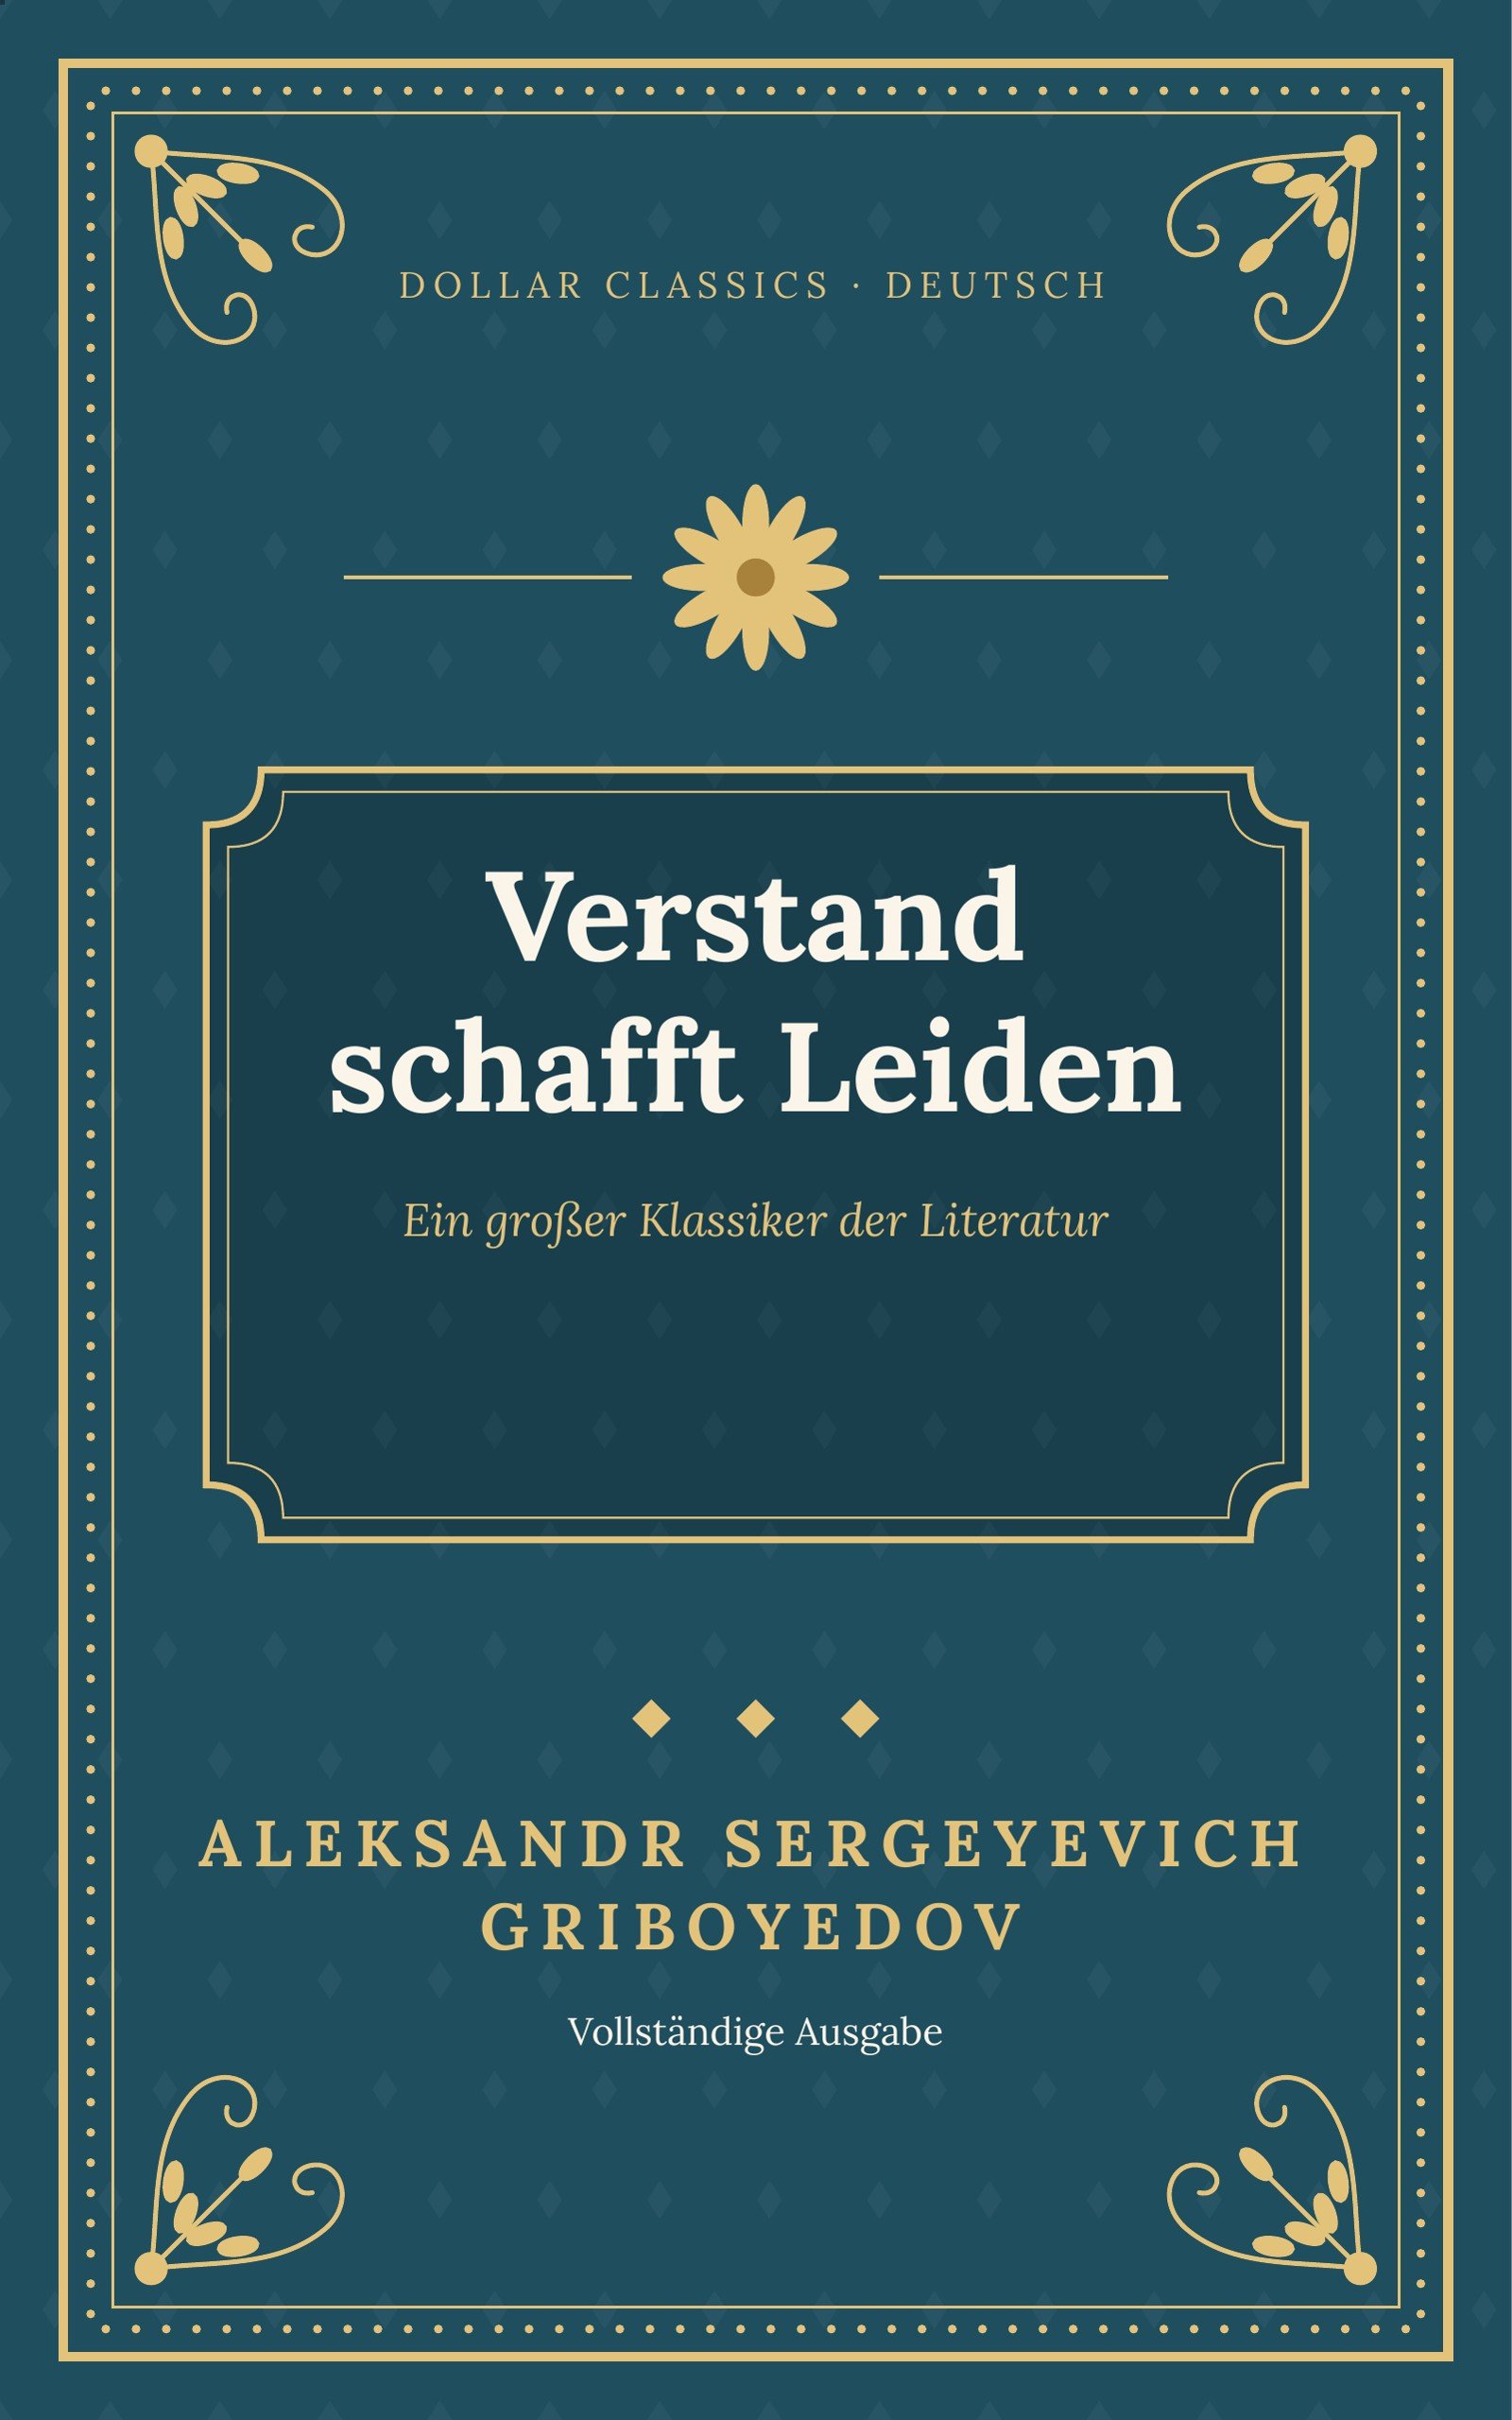 DOLLAR CLASSICS · DEUTSCH
Verstand
schafft Leiden
Ein großer Klassiker der Literatur
ALEKSANDR SERGEYEVICH
GRIBOYEDOV
Vollständige Ausgabe